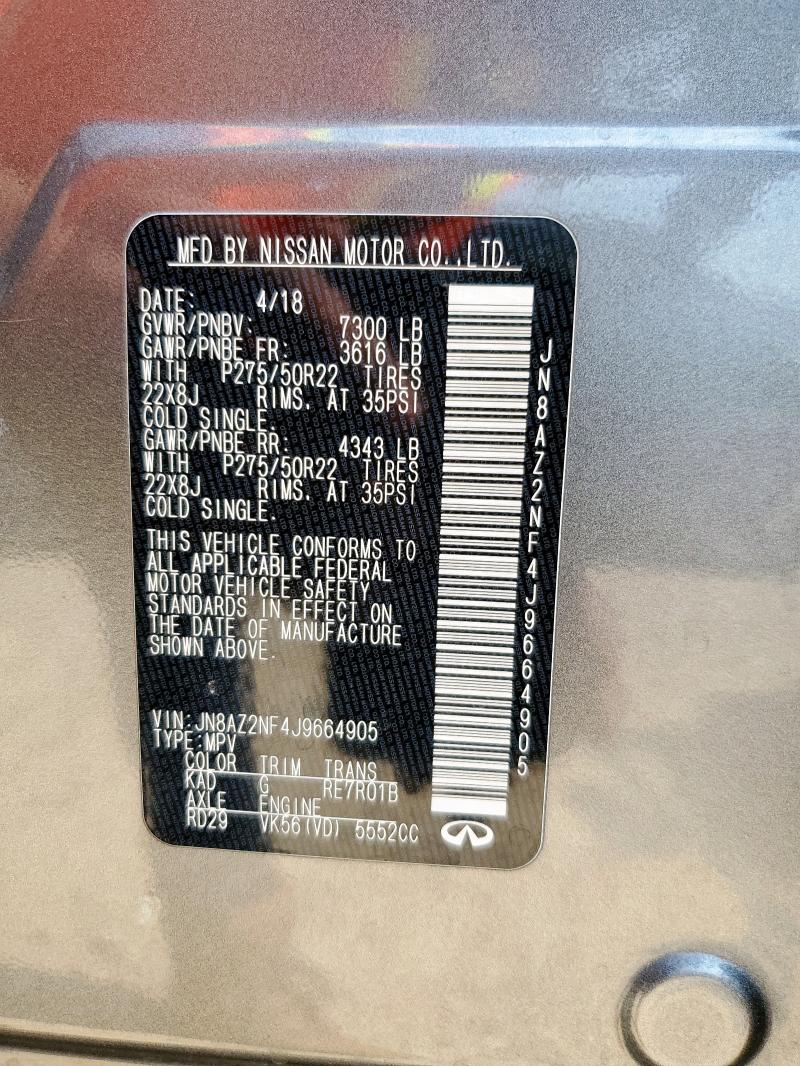 MFD BY NISSAN MOTOR CO.,LTD.
DATE: 4/18
GVWR/PNBV: 7300 LB
GAWR/PNBE FR: 3616 LB
WITH P275/50R22 TIRES
22X8J RIMS. AT 35PSI
COLD SINGLE.
GAWR/PNBE RR: 4343 LB
WITH P275/50R22 TIRES
22X8J RIMS. AT 35PSI
COLD SINGLE.
THIS VEHICLE CONFORMS TO
ALL APPLICABLE FEDERAL
MOTOR VEHICLE SAFETY
STANDARDS IN EFFECT ON
THE DATE OF MANUFACTURE
SHOWN ABOVE.
VIN:JN8AZ2NF4J9664905
TYPE:MPV
COLOR TRIM TRANS
KAD G RE7R01B
AXLE ENGINE
RD29 VK56(VD) 5552CC
JN8AZ2NF4J9664905